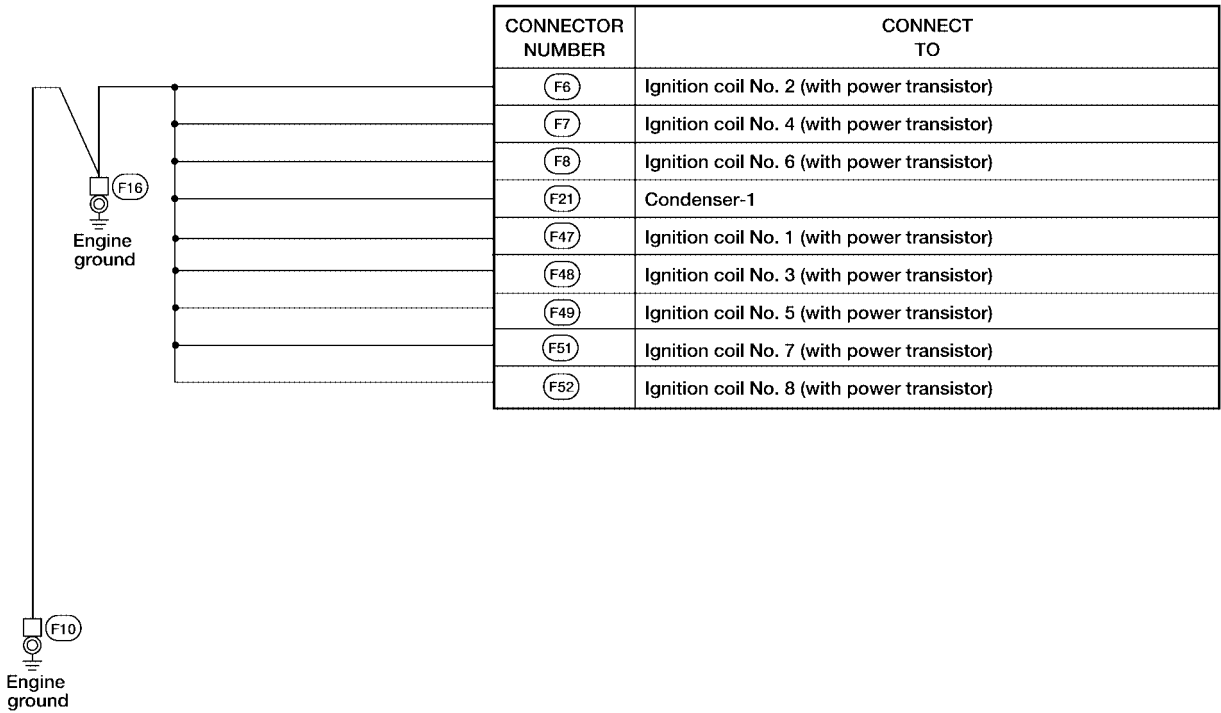 CONNECTOR NUMBER
CONNECT TO
F6 Ignition coil No. 2 (with power transistor)
F7 Ignition coil No. 4 (with power transistor)
F8 Ignition coil No. 6 (with power transistor)
F21 Condenser-1
F47 Ignition coil No. 1 (with power transistor)
F48 Ignition coil No. 3 (with power transistor)
F49 Ignition coil No. 5 (with power transistor)
F51 Ignition coil No. 7 (with power transistor)
F52 Ignition coil No. 8 (with power transistor)
F16
Engine
ground
F10
Engine
ground